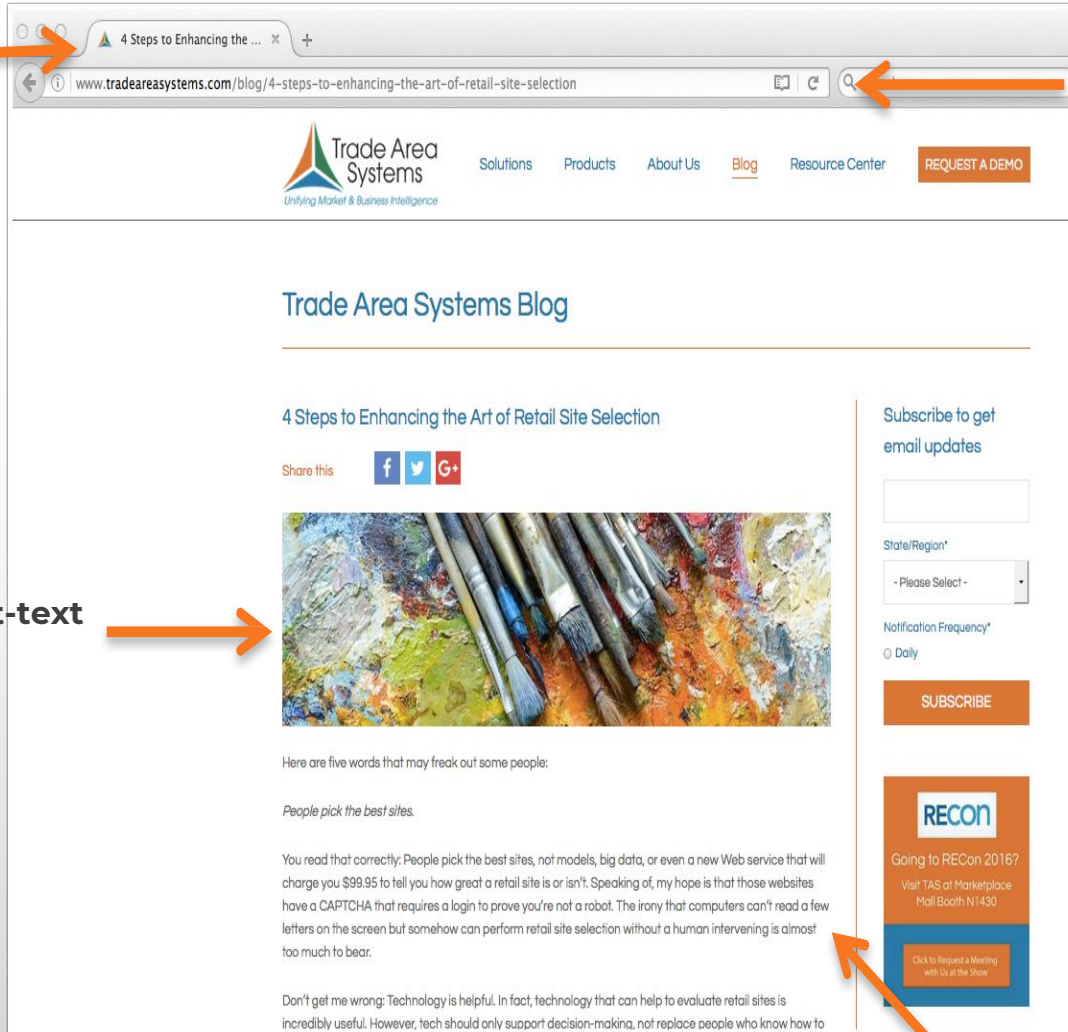 4 Steps to Enhancing the ...
www.tradeareasystems.com/blog/4-steps-to-enhancing-the-art-of-retail-site-selection
Trade Area
Systems
Unifying Market & Business Intelligence
Solutions Products About Us Blog Resource Center REQUEST A DEMO
Trade Area Systems Blog
4 Steps to Enhancing the Art of Retail Site Selection
Share this
f G+
t-text
Here are five words that may freak out some people:
People pick the best sites.
You read that correctly: People pick the best sites, not models, big data, or even a new Web service that will
charge you $99.95 to tell you how great a retail site is or isn't. Speaking of, my hope is that those websites
have a CAPTCHA that requires a login to prove you're not a robot. The irony that computers can't read a few
letters on the screen but somehow can perform retail site selection without a human intervening is almost
too much to bear.
Don't get me wrong: Technology is helpful. In fact, technology that can help to evaluate retail sites is
incredibly useful. However, tech should only support decision-making, not replace people who know how to
Subscribe to get
email updates
State/Region*
- Please Select -
Notification Frequency*
Daily
SUBSCRIBE
RECON
Going to RECon 2016?
Visit TAS at Marketplace
Mall Booth N1430
Click to Request a Meeting
with Us at the Show